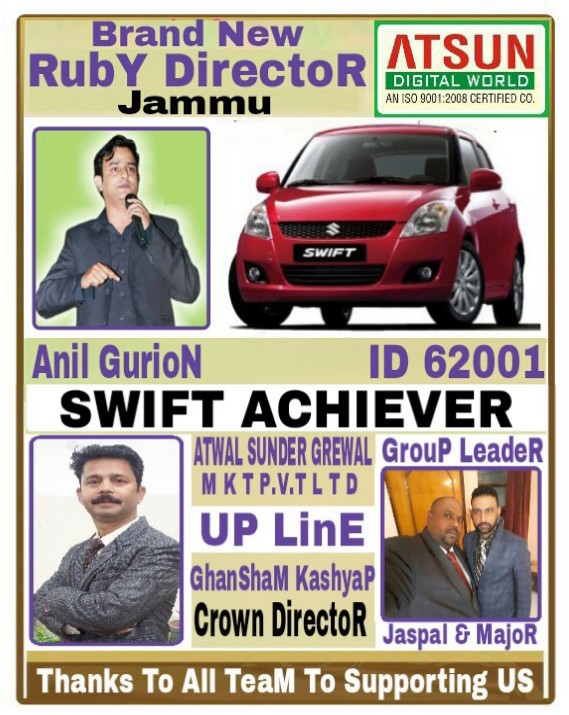 Brand New
RubY DirectoR
Jammu
ATSUN
DIGITAL WORLD
AN ISO 9001:2008 CERTIFIED CO.
SWIFT
Anil GurioN
ID 62001
SWIFT ACHIEVER
ATWAL SUNDER GREWAL
M K T P.V.T L T D
UP LinE
GhanShaM KashyaP
Crown DirectoR
GrouP LeadeR
Jaspal & MajoR
Thanks To All TeaM To Supporting US